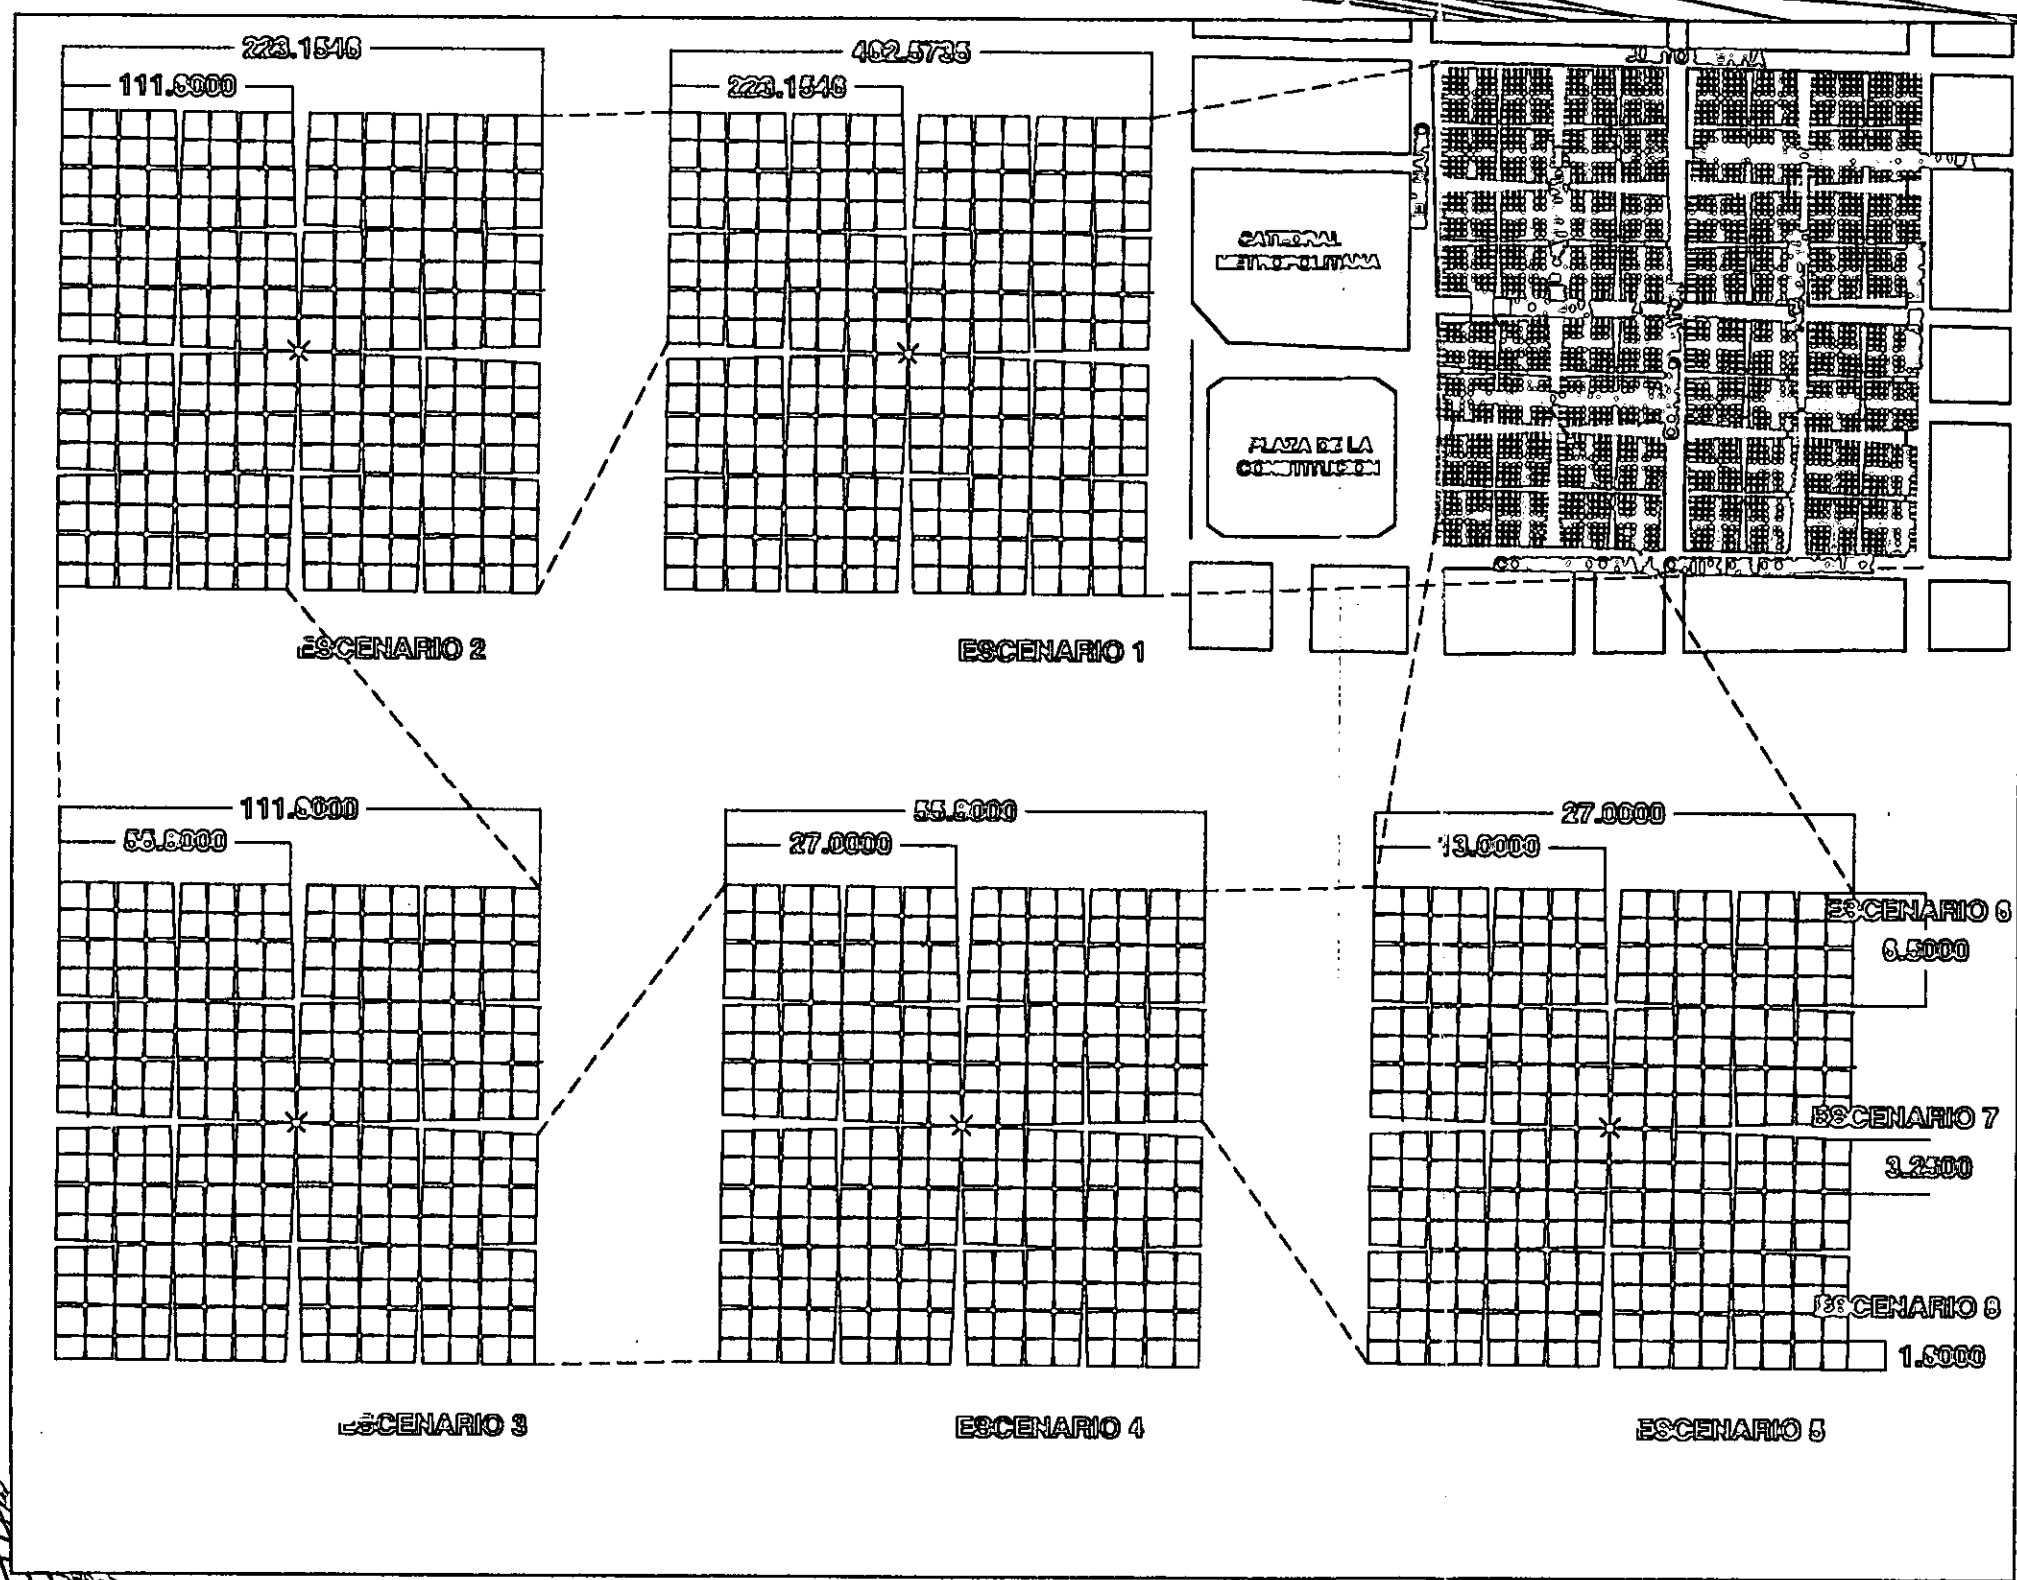 223.1546
111.8000
462.5735
223.1546
CATEDRAL
METROPOLITANA
PLAZA DE LA
CONSTITUCION
ESCENARIO 2
ESCENARIO 1
111.8000
55.8000
55.8000
27.0000
27.0000
13.0000
ESCENARIO 6
6.5000
ESCENARIO 7
3.2500
ESCENARIO 8
1.6000
ESCENARIO 3
ESCENARIO 4
ESCENARIO 5